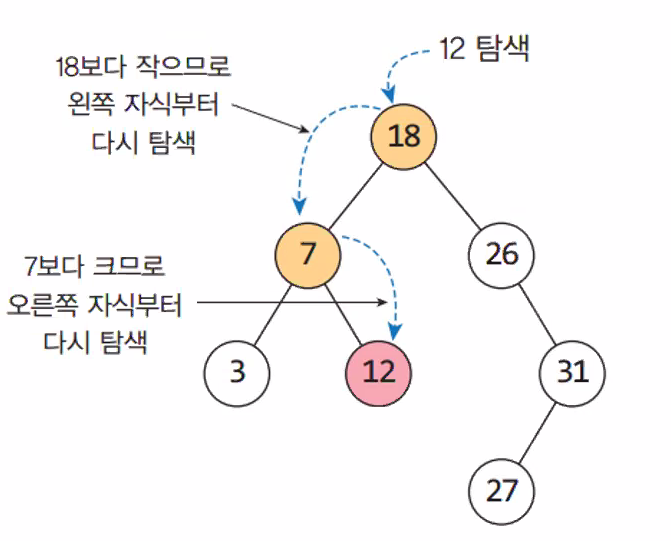 12 탐색
18보다 작으므로
왼쪽 자식부터
다시 탐색
18
7
26
7보다 크므로
오른쪽 자식부터
다시 탐색
3
12
31
27